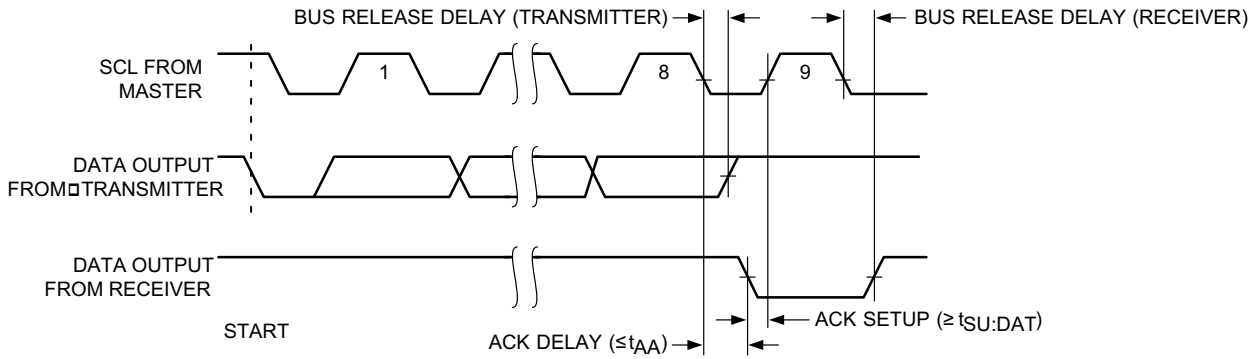 BUS RELEASE DELAY (TRANSMITTER)
BUS RELEASE DELAY (RECEIVER)
SCL FROM
MASTER
1
8
9
DATA OUTPUT
FROM□TRANSMITTER
DATA OUTPUT
FROM RECEIVER
START
ACK SETUP (≥ tSU:DAT)
ACK DELAY (≤ tAA)